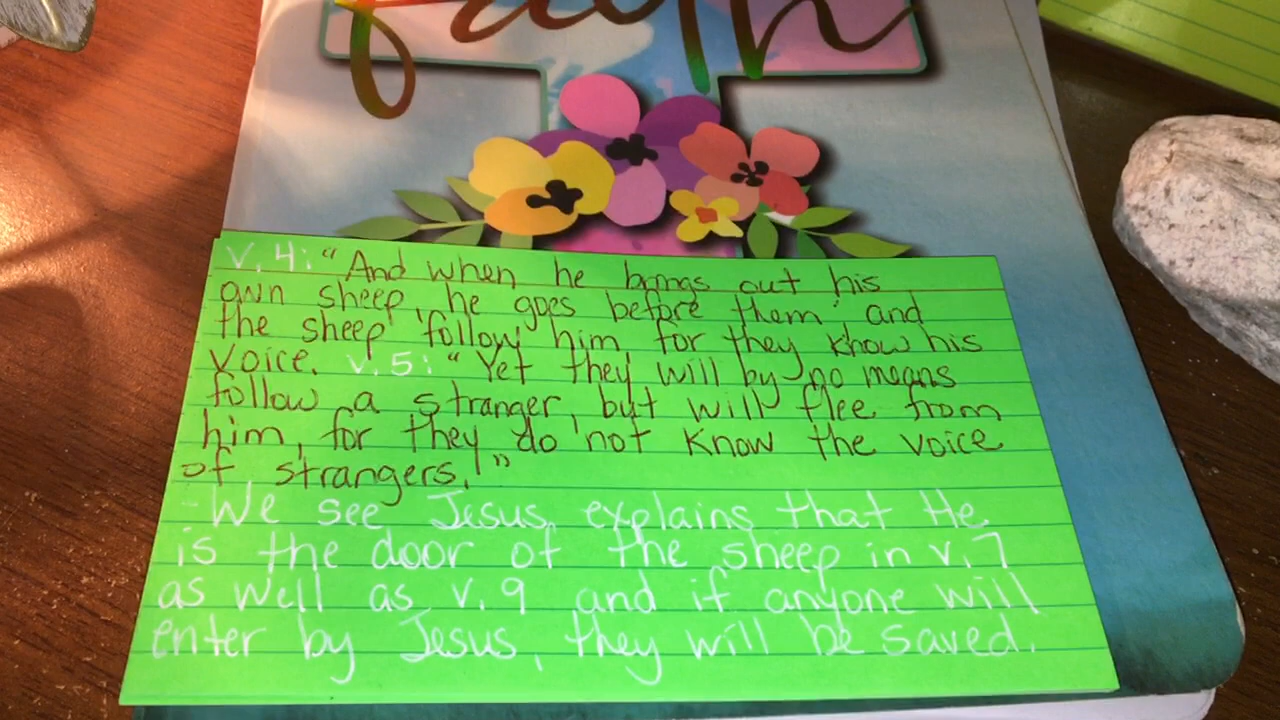 faith
v.4: "And when he brings out his
own sheep, he goes before them; and
the sheep follow him, for they know his
voice. v.5: "Yet they will by no means
follow a stranger, but will flee from
him, for they do not know the voice
of strangers."
-We see Jesus explains that He
is the door of the sheep in v.7
as well as v.9 and if anyone will
enter by Jesus, they will be saved.